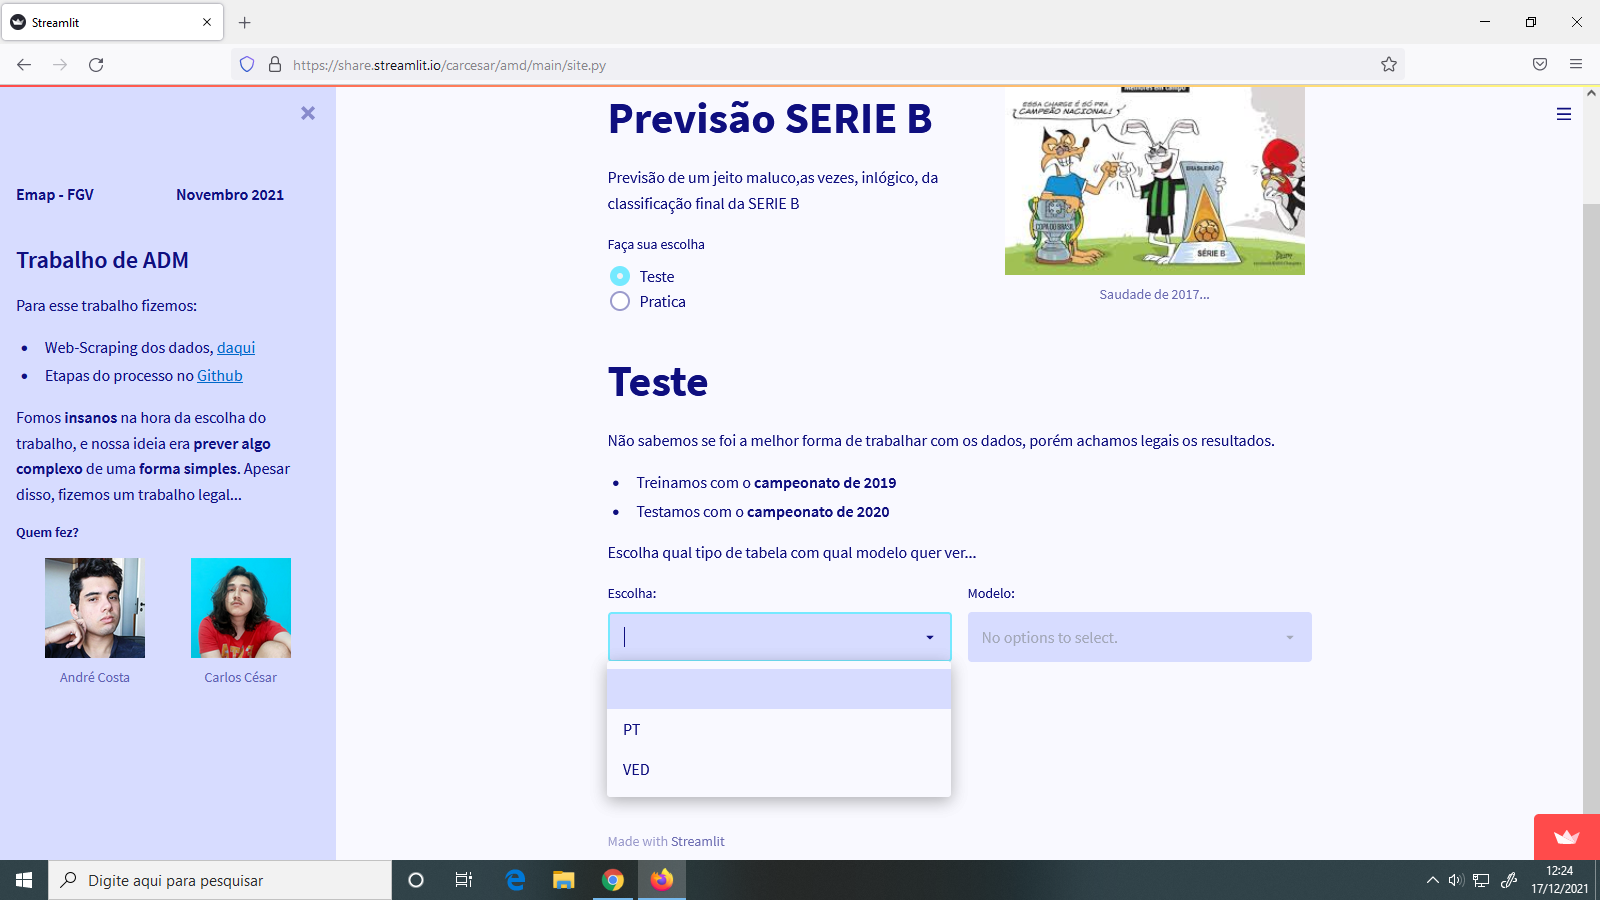 Streamlit
https://share.streamlit.io/carcesar/amd/main/site.py
Emap - FGV
Novembro 2021
Trabalho de ADM
Para esse trabalho fizemos:
• Web-Scraping dos dados, daqui
• Etapas do processo no Github
Fomos insanos na hora da escolha do
trabalho, e nossa ideia era prever algo
complexo de uma forma simples. Apesar
disso, fizemos um trabalho legal...
Quem fez?
André Costa
Carlos César
Previsão SERIE B
Previsão de um jeito maluco,as vezes, inlógico, da
classificação final da SERIE B
Faça sua escolha
Teste
Pratica
ESSA CHARGE É SÓ PRA
CAMPEÃO NACIONAL!
BRASILEIRÃO
COPA DO BRASIL
SÉRIE B
Saudade de 2017...
Teste
Não sabemos se foi a melhor forma de trabalhar com os dados, porém achamos legais os resultados.
• Treinamos com o campeonato de 2019
• Testamos com o campeonato de 2020
Escolha qual tipo de tabela com qual modelo quer ver...
Escolha:
Modelo:
No options to select.
PT
VED
Made with Streamlit
Digite aqui para pesquisar
12:24
17/12/2021